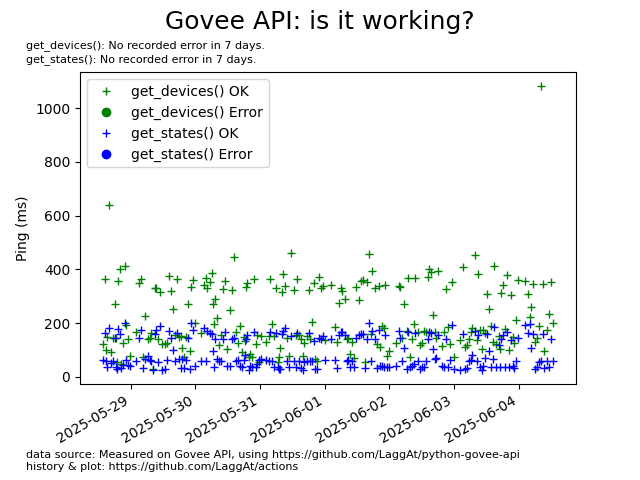 Govee API: is it working?
get_devices(): No recorded error in 7 days.
get_states(): No recorded error in 7 days.
get_devices() OK
get_devices() Error
get_states() OK
get_states() Error
Ping (ms)
1000
800
600
400
200
0
2025-05-29
2025-05-30
2025-05-31
2025-06-01
2025-06-02
2025-06-03
2025-06-04
data source: Measured on Govee API, using https://github.com/LaggAt/python-govee-api
history & plot: https://github.com/LaggAt/actions